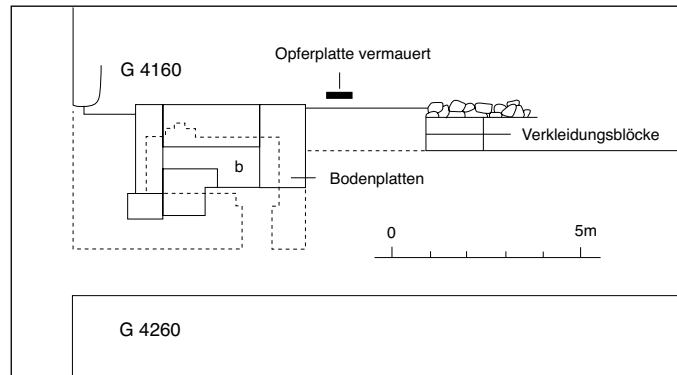 Opferplatte vermauert
G 4160
Verkleidungsblöcke
b
Bodenplatten
0 5m
G 4260